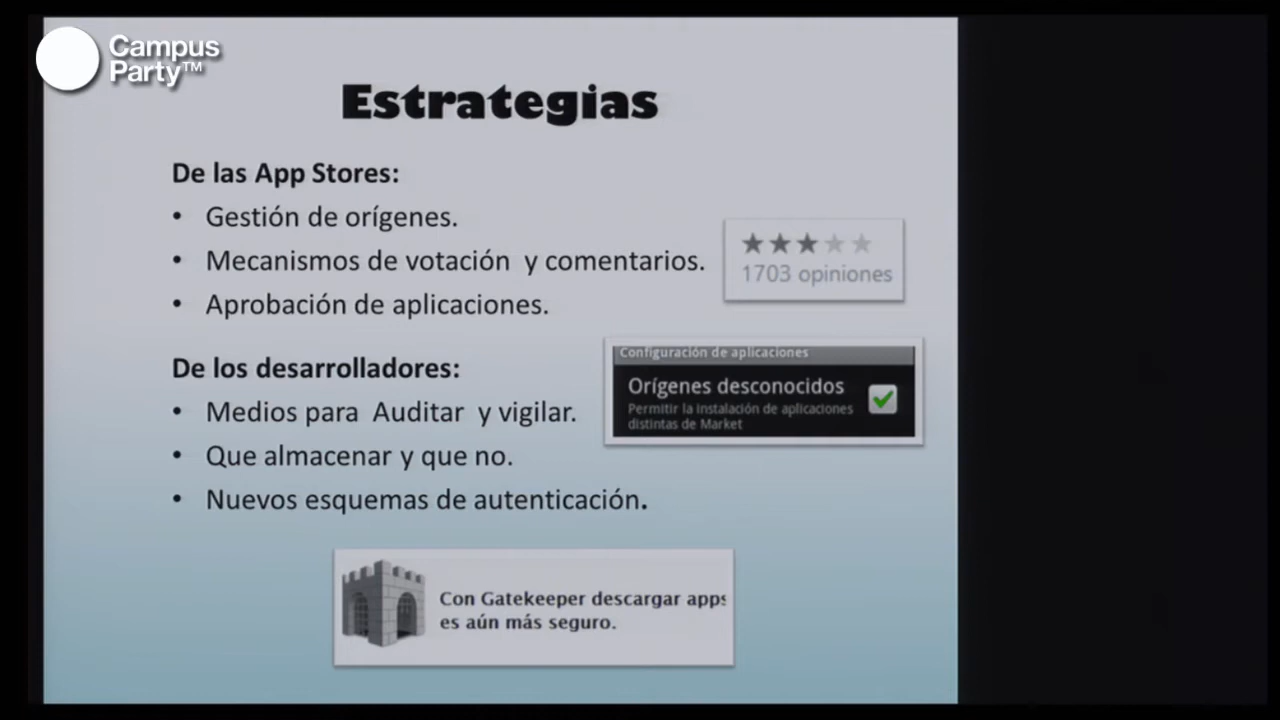 Campus
Party™
Estrategias
De las App Stores:
• Gestión de orígenes.
• Mecanismos de votación y comentarios.
1703 opiniones
• Aprobación de aplicaciones.
De los desarrolladores:
Configuración de aplicaciones
Orígenes desconocidos
Permitir la instalación de aplicaciones
distintas de Market
• Medios para Auditar y vigilar.
• Que almacenar y que no.
• Nuevos esquemas de autenticación.
Con Gatekeeper descargar apps
es aún más seguro.